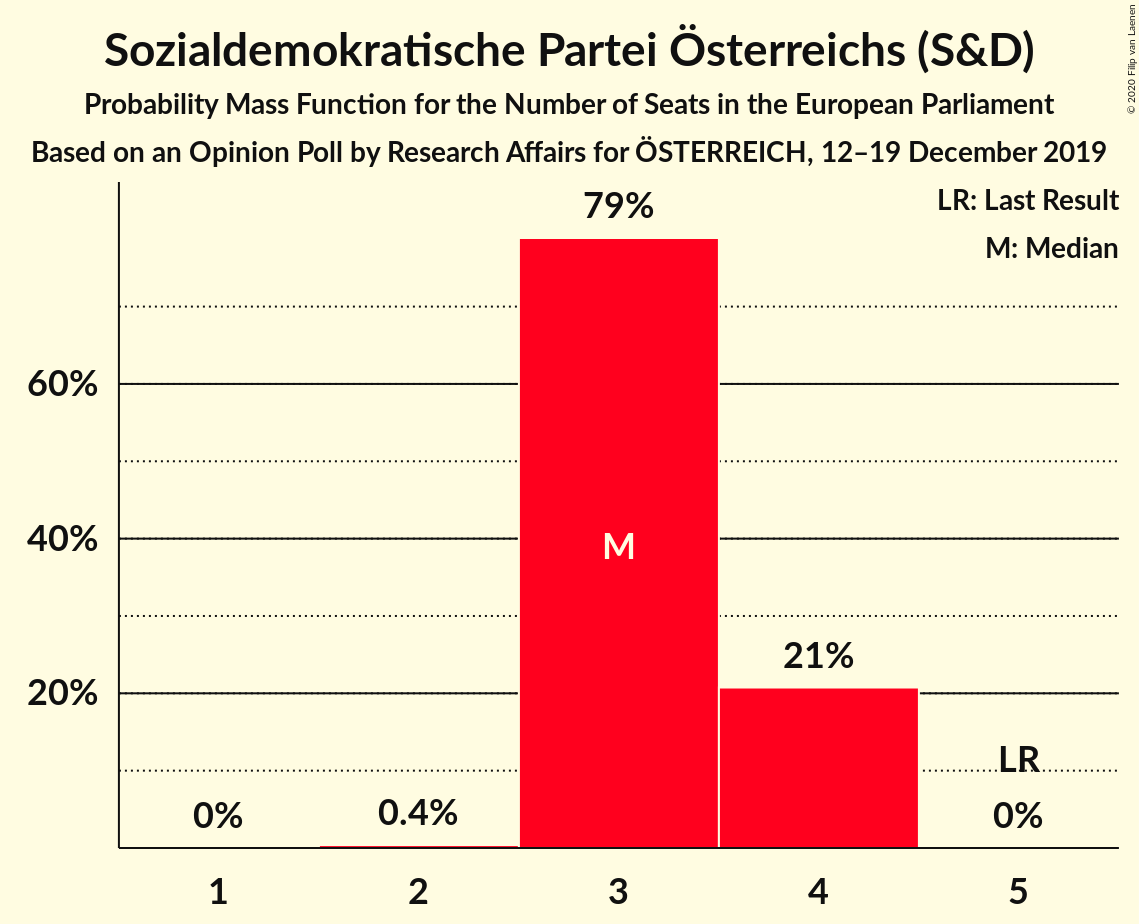 Sozialdemokratische Partei Österreichs (S&D)
Probability Mass Function for the Number of Seats in the European Parliament
Based on an Opinion Poll by Research Affairs for ÖSTERREICH, 12–19 December 2019
© 2020 Filip van Laenen
LR: Last Result
M: Median
79%
60%
40%
M
21%
20%
LR
0%
0.4%
0%
1
2
3
4
5